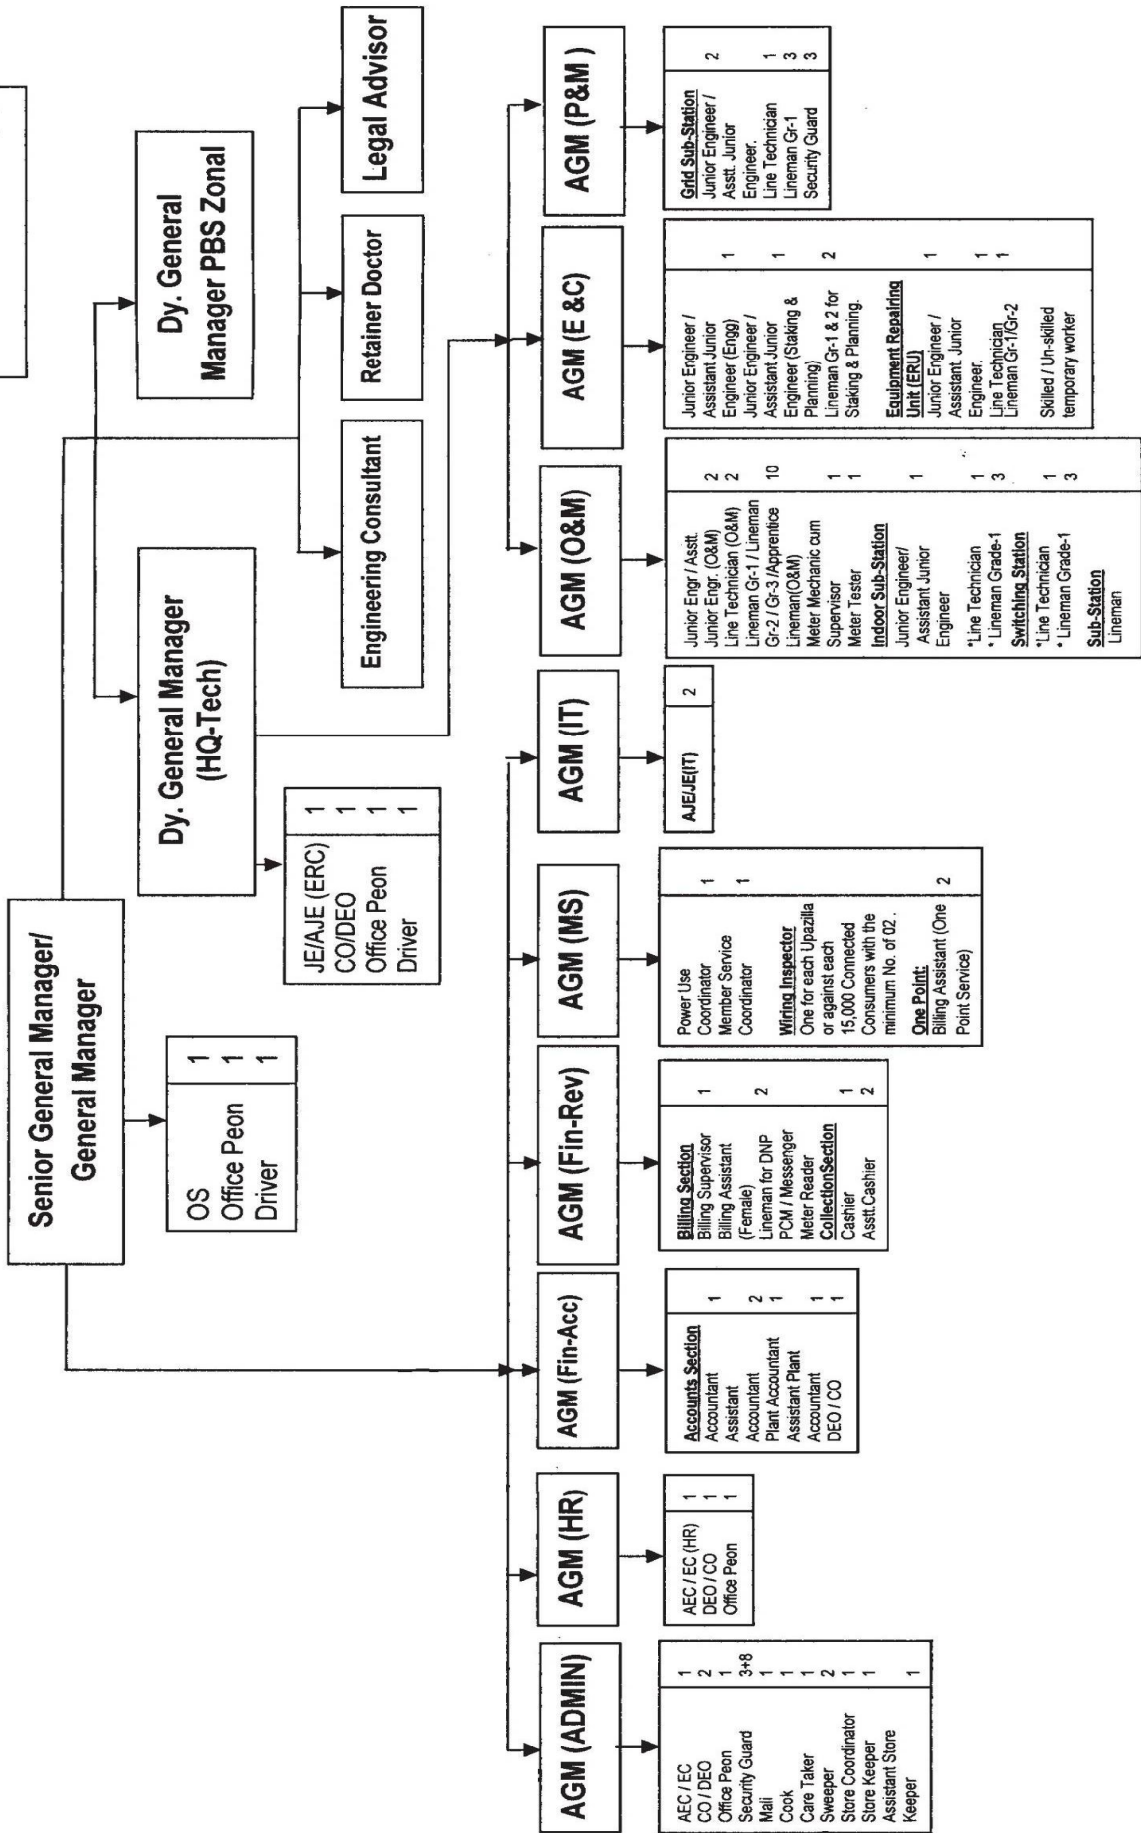 Senior General Manager/
General Manager
OS 1
Office Peon 1
Driver 1
Dy. General Manager
(HQ-Tech)
JE/AJE (ERC) 1
CO/DEO 1
Office Peon 1
Driver 1
Dy. General
Manager PBS Zonal
Engineering Consultant
Retainer Doctor
Legal Advisor
AGM (ADMIN)
AEC / EC 1
CO / DEO 2
Office Peon 1
Security Guard 3+8
Mali 1
Cook 1
Care Taker 1
Sweeper 2
Store Coordinator 1
Store Keeper 1
Assistant Store
Keeper 1
AGM (HR)
AEC / EC (HR) 1
DEO / CO 1
Office Peon 1
AGM (Fin-Acc)
Accounts Section
Accountant 1
Assistant
Accountant 2
Plant Accountant 1
Assistant Plant
Accountant 1
DEO / CO 1
AGM (Fin-Rev)
Billing Section
Billing Supervisor 1
Billing Assistant
(Female)
Lineman for DNP 2
PCM / Messenger
Meter Reader
CollectionSection
Cashier 1
Asstt.Cashier 2
AGM (MS)
Power Use
Coordinator 1
Member Service
Coordinator 1
Wiring Inspector
One for each Upazilla
or against each
15,000 Connected
Consumers with the
minimum No. of 02 .
One Point:
Billing Assistant (One
Point Service) 2
AGM (IT)
AJE/JE(IT) 2
AGM (O&M)
Junior Engr / Asstt.
Junior Engr. (O&M) 2
Line Technician (O&M) 2
Lineman Gr-1 / Lineman
Gr-2 / Gr-3 /Apprentice 10
Lineman(O&M)
Meter Mechanic cum
Supervisor 1
Meter Tester 1
Indoor Sub-Station
Junior Engineer/
Assistant Junior 1
Engineer
*Line Technician 1
* Lineman Grade-1 3
Switching Station
*Line Technician 1
* Lineman Grade-1 3
Sub-Station
Lineman
AGM (E &C)
Junior Engineer /
Assistant Junior
Engineer (Engg) 1
Junior Engineer /
Assistant Junior 1
Engineer (Staking &
Planning)
Lineman Gr-1 & 2 for 2
Staking & Planning.
Equipment Repairing
Unit (ERU)
Junior Engineer / 1
Assistant Junior
Engineer.
Line Technician 1
Lineman Gr-1/Gr-2 1
Skilled / Un-skilled
temporary worker
AGM (P&M )
Grid Sub-Station
Junior Engineer / 2
Asstt. Junior
Engineer.
Line Technician 1
Lineman Gr-1 3
Security Guard 3